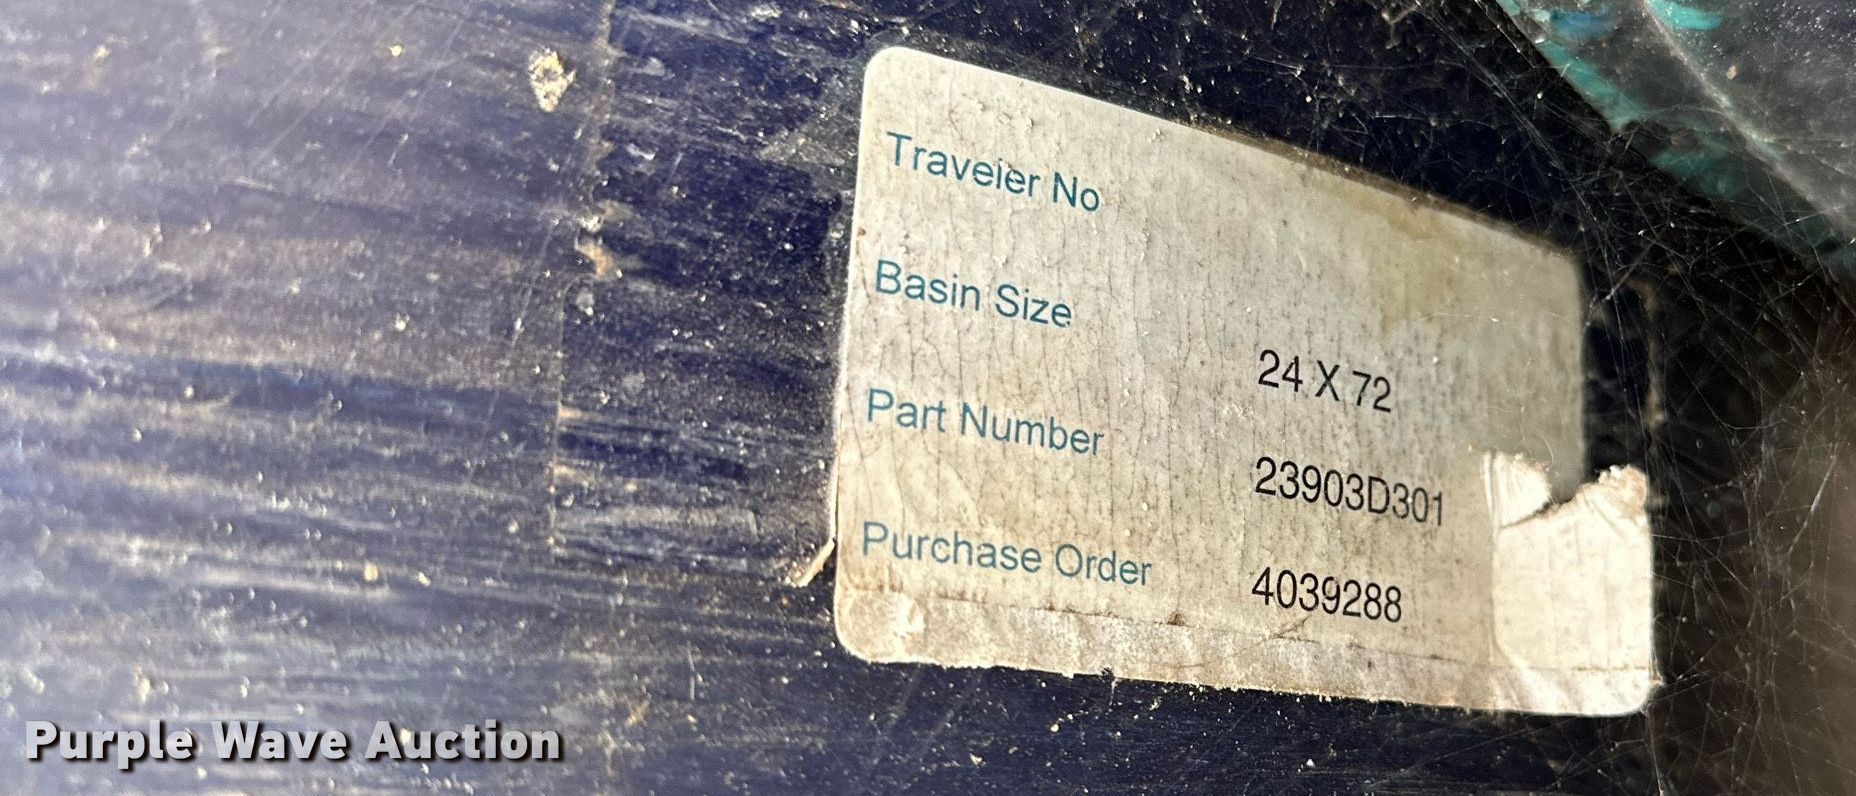 Traveler No
Basin Size 24 X 72
Part Number 23903D301
Purchase Order 4039288
Purple Wave Auction